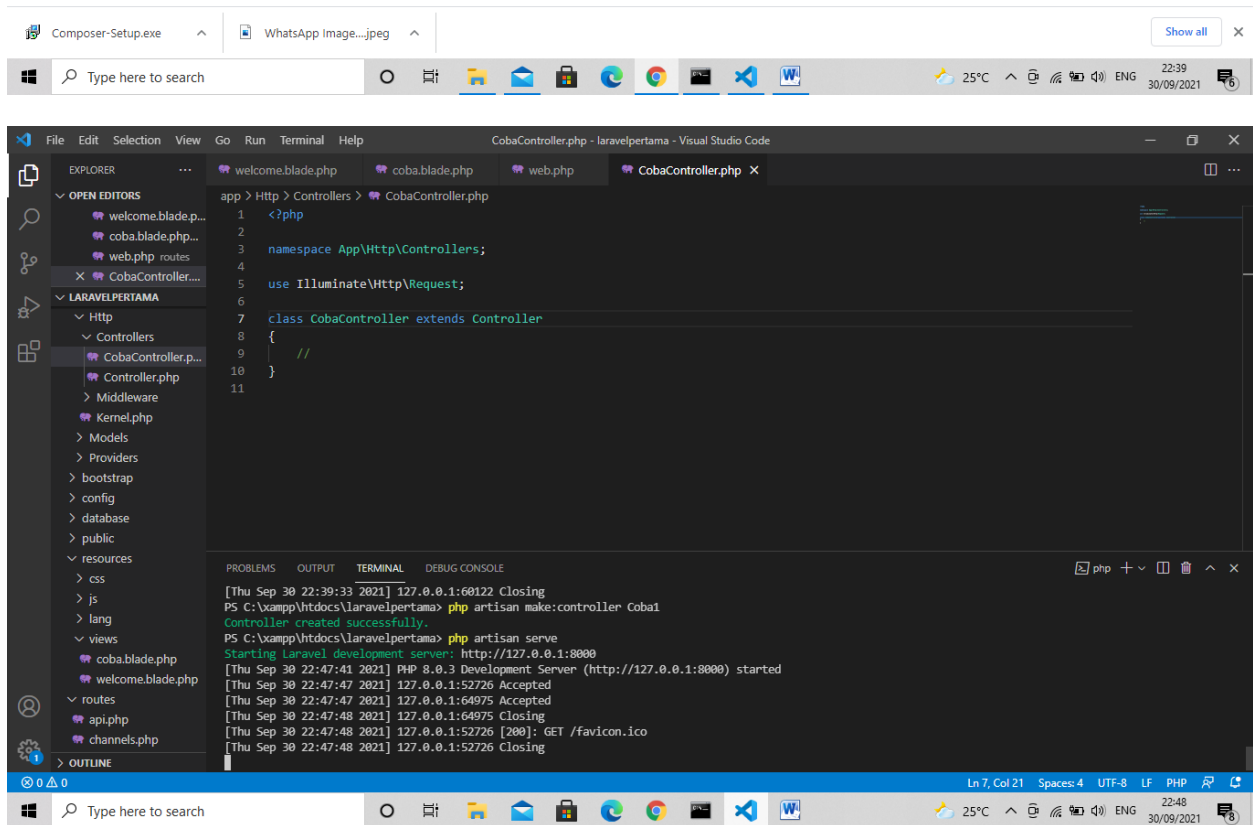 Composer-Setup.exe
WhatsApp Image....jpeg
Show all
Type here to search
25°C
ENG
22:39
30/09/2021
6
File Edit Selection View Go Run Terminal Help
CobaController.php - laravelpertama - Visual Studio Code
EXPLORER
welcome.blade.php
coba.blade.php
web.php
CobaController.php
OPEN EDITORS
welcome.blade.p...
coba.blade.php...
web.php routes
CobaController....
LARAVELPERTAMA
Http
Controllers
CobaController.p...
Controller.php
Middleware
Kernel.php
Models
Providers
bootstrap
config
database
public
resources
css
js
lang
views
coba.blade.php
welcome.blade.php
routes
api.php
channels.php
OUTLINE
app > Http > Controllers > CobaController.php
1 <?php
2
3 namespace App\Http\Controllers;
4
5 use Illuminate\Http\Request;
6
7 class CobaController extends Controller
8 {
9 //
10 }
11
PROBLEMS OUTPUT TERMINAL DEBUG CONSOLE
php
[Thu Sep 30 22:39:33 2021] 127.0.0.1:60122 Closing
PS C:\xampp\htdocs\laravelpertama> php artisan make:controller Coba1
Controller created successfully.
PS C:\xampp\htdocs\laravelpertama> php artisan serve
Starting Laravel development server: http://127.0.0.1:8000
[Thu Sep 30 22:47:41 2021] PHP 8.0.3 Development Server (http://127.0.0.1:8000) started
[Thu Sep 30 22:47:47 2021] 127.0.0.1:52726 Accepted
[Thu Sep 30 22:47:47 2021] 127.0.0.1:64975 Accepted
[Thu Sep 30 22:47:48 2021] 127.0.0.1:64975 Closing
[Thu Sep 30 22:47:48 2021] 127.0.0.1:52726 [200]: GET /favicon.ico
[Thu Sep 30 22:47:48 2021] 127.0.0.1:52726 Closing
1
0 0
Ln 7, Col 21 Spaces: 4 UTF-8 LF PHP
Type here to search
25°C
ENG
22:48
30/09/2021
8